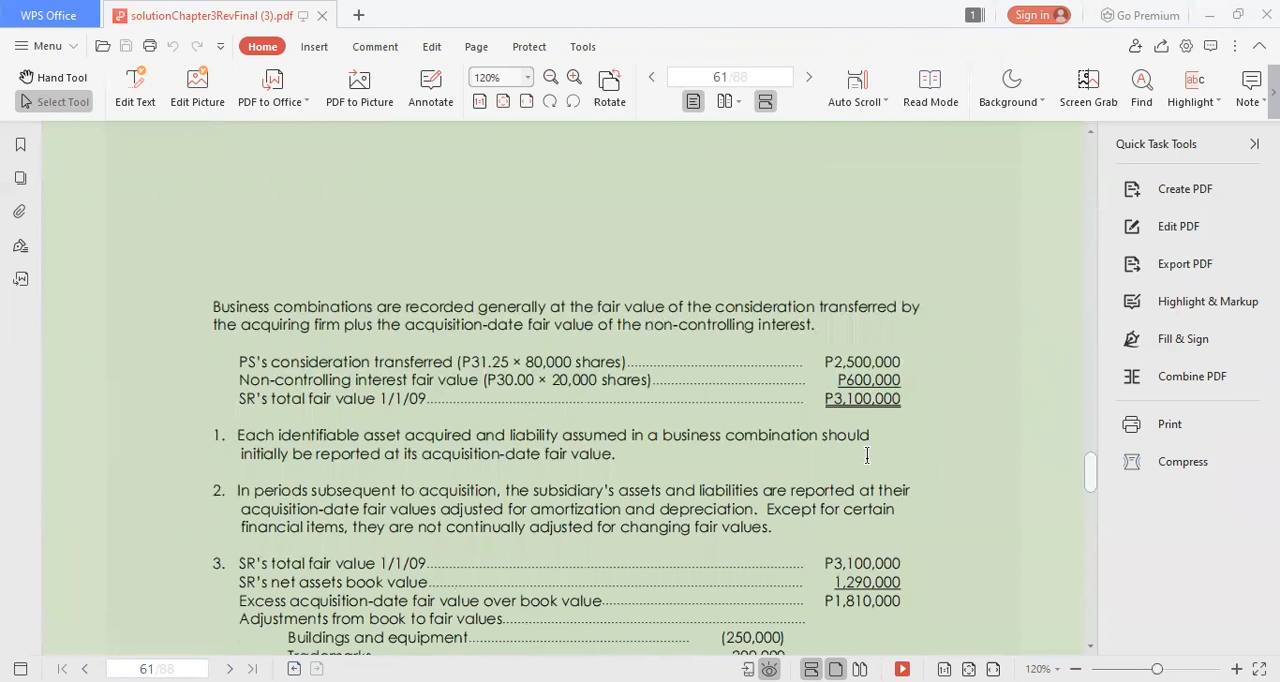 WPS Office
solutionChapter3RevFinal (3).pdf
1
Sign in
Go Premium
Menu
Home
Insert
Comment
Edit
Page
Protect
Tools
Hand Tool
Select Tool
Edit Text
Edit Picture
PDF to Office
PDF to Picture
Annotate
120%
Rotate
61/88
Auto Scroll
Read Mode
Background
Screen Grab
Find
Highlight
Note
Quick Task Tools
Create PDF
Edit PDF
Export PDF
Highlight & Markup
Fill & Sign
Combine PDF
Print
Compress
Business combinations are recorded generally at the fair value of the consideration transferred by
the acquiring firm plus the acquisition-date fair value of the non-controlling interest.
PS's consideration transferred (P31.25 × 80,000 shares) P2,500,000
Non-controlling interest fair value (P30.00 × 20,000 shares) P600,000
SR's total fair value 1/1/09 P3,100,000
1. Each identifiable asset acquired and liability assumed in a business combination should
initially be reported at its acquisition-date fair value.
2. In periods subsequent to acquisition, the subsidiary's assets and liabilities are reported at their
acquisition-date fair values adjusted for amortization and depreciation. Except for certain
financial items, they are not continually adjusted for changing fair values.
3. SR's total fair value 1/1/09 P3,100,000
SR's net assets book value 1,290,000
Excess acquisition-date fair value over book value P1,810,000
Adjustments from book to fair values
Buildings and equipment (250,000)
61/88
120%